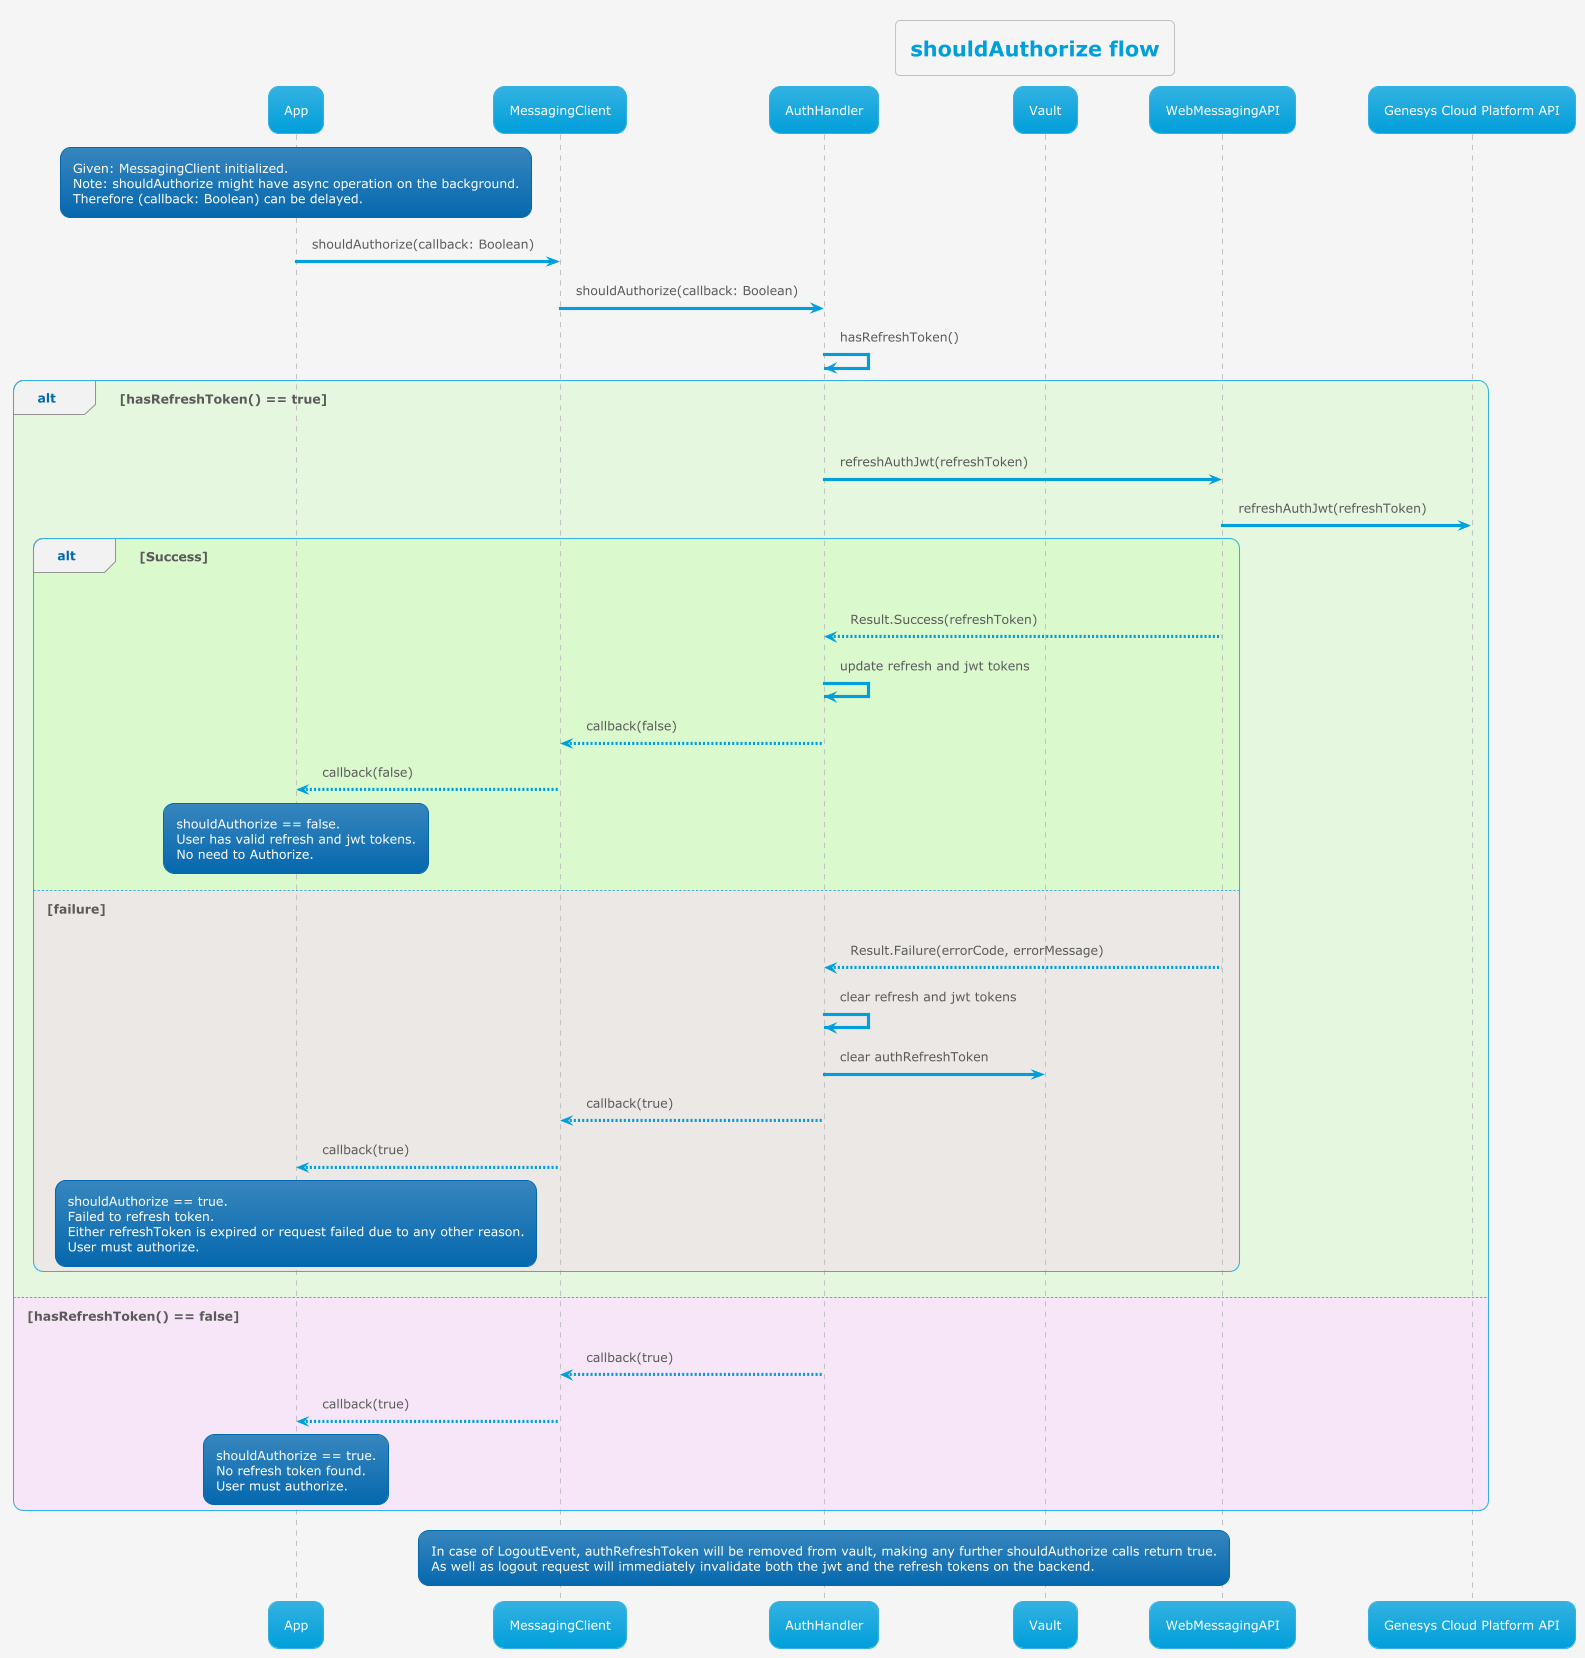 shouldAuthorize flow
App
MessagingClient
AuthHandler
Vault
WebMessagingAPI
Genesys Cloud Platform API
Given: MessagingClient initialized.
Note: shouldAuthorize might have async operation on the background.
Therefore (callback: Boolean) can be delayed.
shouldAuthorize(callback: Boolean)
shouldAuthorize(callback: Boolean)
hasRefreshToken()
alt
[hasRefreshToken() == true]
refreshAuthJwt(refreshToken)
refreshAuthJwt(refreshToken)
alt
[Success]
Result.Success(refreshToken)
update refresh and jwt tokens
callback(false)
callback(false)
shouldAuthorize == false.
User has valid refresh and jwt tokens.
No need to Authorize.
[failure]
Result.Failure(errorCode, errorMessage)
clear refresh and jwt tokens
clear authRefreshToken
callback(true)
callback(true)
shouldAuthorize == true.
Failed to refresh token.
Either refreshToken is expired or request failed due to any other reason.
User must authorize.
[hasRefreshToken() == false]
callback(true)
callback(true)
shouldAuthorize == true.
No refresh token found.
User must authorize.
In case of LogoutEvent, authRefreshToken will be removed from vault, making any further shouldAuthorize calls return true.
As well as logout request will immediately invalidate both the jwt and the refresh tokens on the backend.
App
MessagingClient
AuthHandler
Vault
WebMessagingAPI
Genesys Cloud Platform API